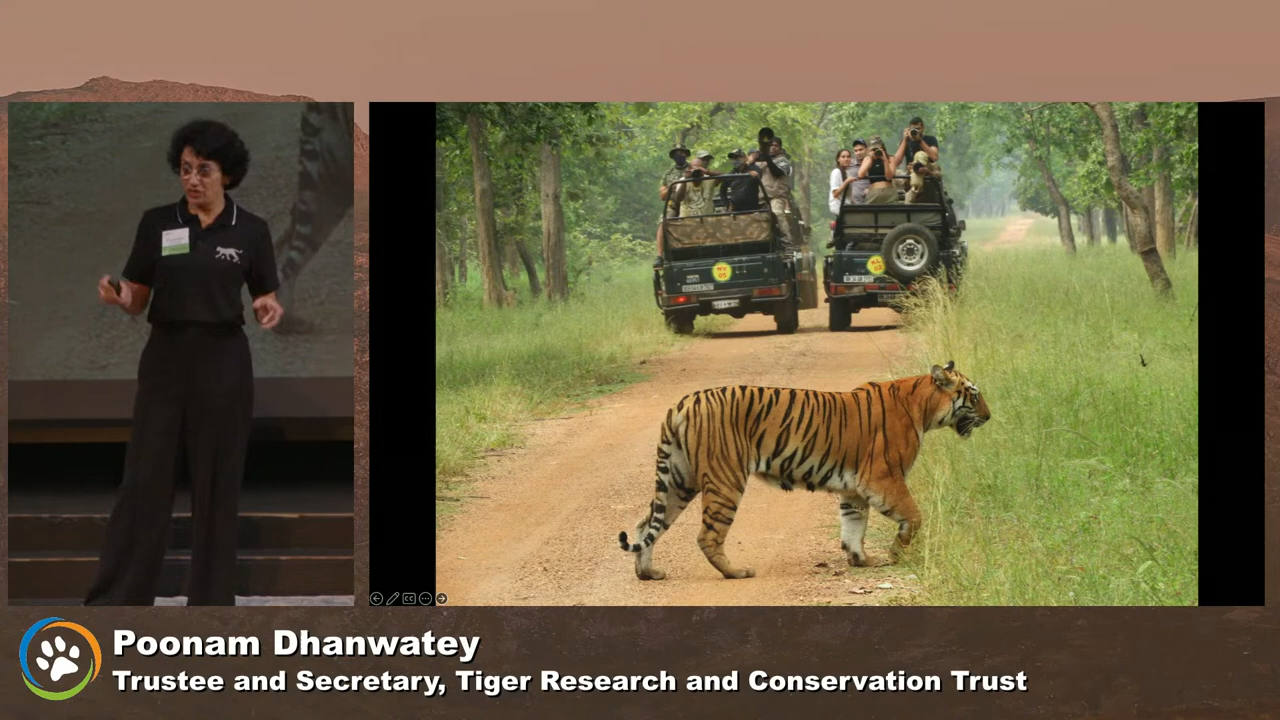 Poonam Dhanwatey
Trustee and Secretary, Tiger Research and Conservation Trust